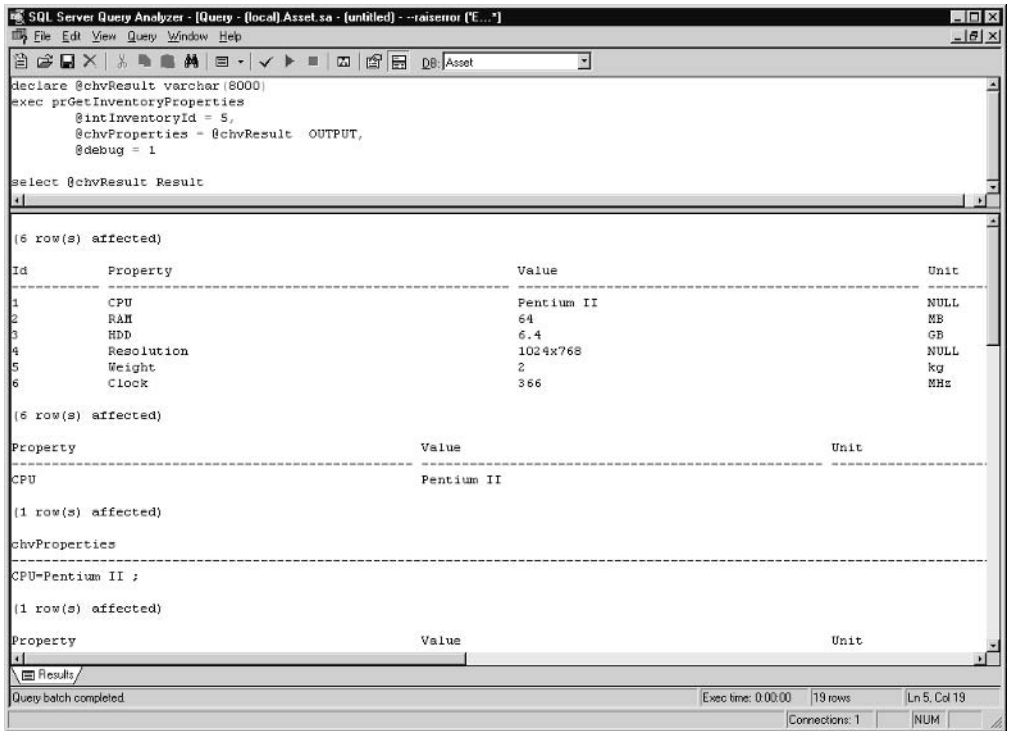 SQL Server Query Analyzer - [Query - (local).Asset.sa - (untitled) - --raiserror ("E..."]
File Edit View Query Window Help
DB: Asset
declare @chvResult varchar(8000)
exec prGetInventoryProperties
@intInventoryId = 5,
@chvProperties = @chvResult OUTPUT,
@debug = 1
select @chvResult Result
(6 row(s) affected)
Id Property Value Unit
1 CPU Pentium II NULL
2 RAM 64 MB
3 HDD 6.4 GB
4 Resolution 1024x768 NULL
5 Weight 2 kg
6 Clock 366 MHz
(6 row(s) affected)
Property Value Unit
CPU Pentium II
(1 row(s) affected)
chvProperties
CPU=Pentium II ;
(1 row(s) affected)
Property Value Unit
Results
Query batch completed. Exec time: 0:00:00 19 rows Ln 5, Col 19
Connections: 1 NUM